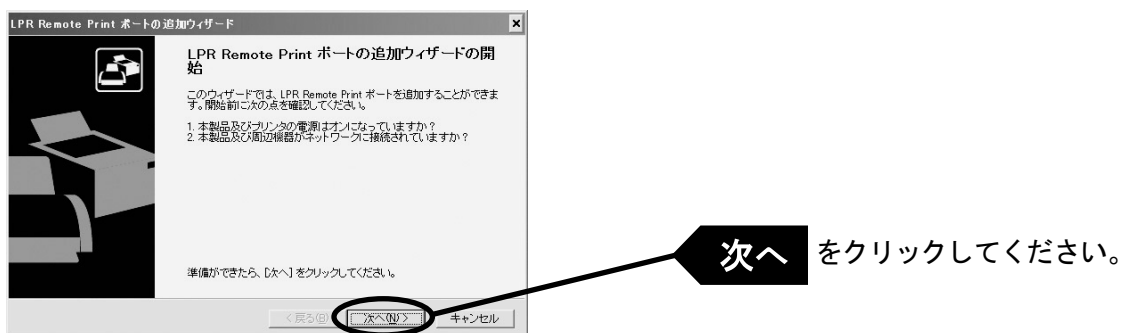 LPR Remote Print ポートの追加ウィザード
LPR Remote Print ポートの追加ウィザードの開
始
このウィザードでは、LPR Remote Print ポートを追加することができま
す。開始前に次の点を確認してください。
1. 本製品及びプリンタの電源はオンになっていますか?
2. 本製品及び周辺機器がネットワークに接続されていますか?
準備ができたら、[次へ] をクリックしてください。
< 戻る(B) 次へ(N) > キャンセル
次へ をクリックしてください。